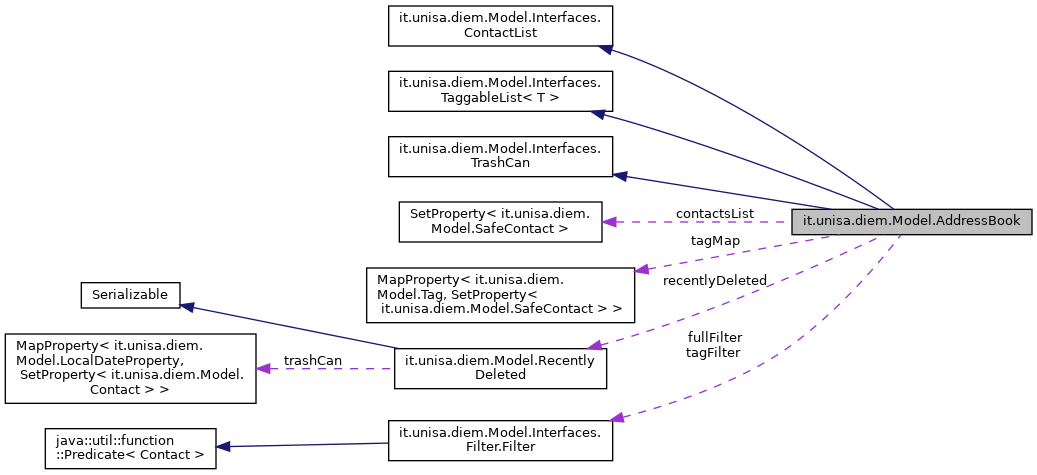 it.unisa.diem.Model.Interfaces.
ContactList
it.unisa.diem.Model.Interfaces.
TaggableList< T >
it.unisa.diem.Model.Interfaces.
TrashCan
SetProperty< it.unisa.diem.
Model.SafeContact >
contactsList
it.unisa.diem.Model.AddressBook
tagMap
MapProperty< it.unisa.diem.
Model.Tag, SetProperty<
it.unisa.diem.Model.SafeContact > >
recentlyDeleted
Serializable
MapProperty< it.unisa.diem.
Model.LocalDateProperty,
SetProperty< it.unisa.diem.Model.
Contact > >
trashCan
it.unisa.diem.Model.Recently
Deleted
fullFilter
tagFilter
java::util::function
::Predicate< Contact >
it.unisa.diem.Model.Interfaces.
Filter.Filter